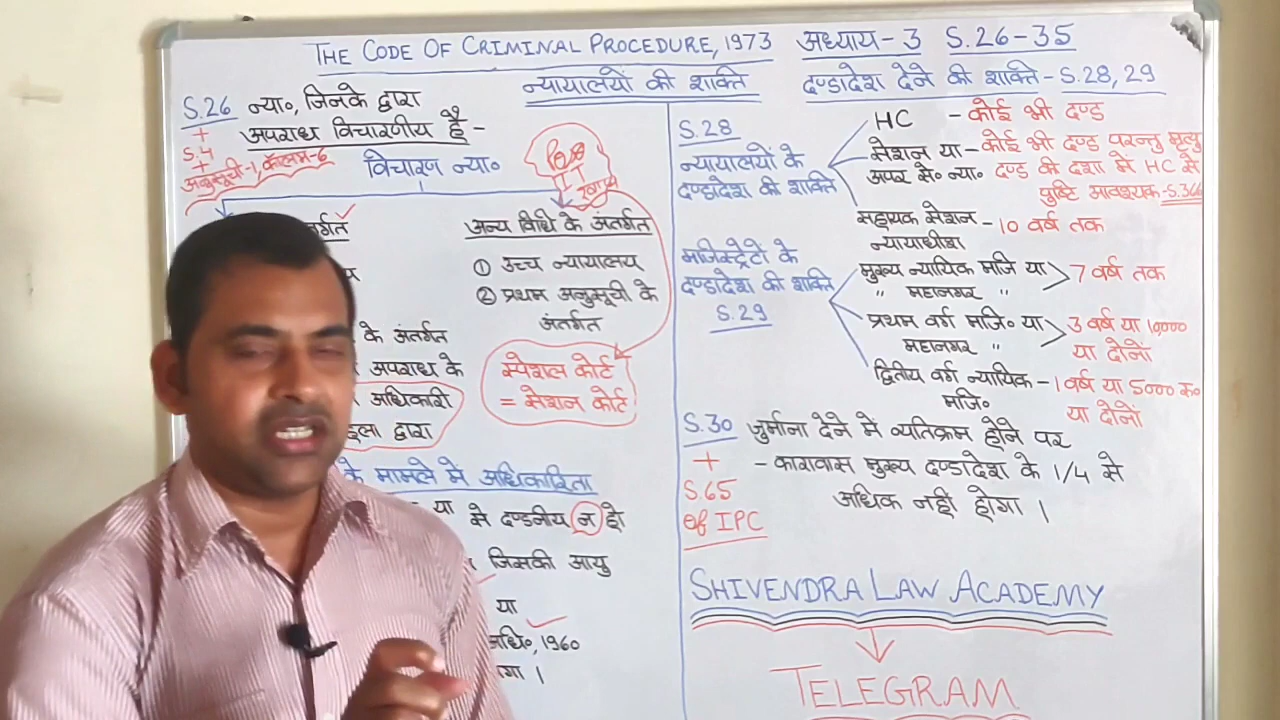 THE CODE OF CRIMINAL PROCEDURE, 1973 अध्याय-3 S.26-35
न्यायालयों की शक्ति
S.26 न्या०, जिनके द्वारा
अपराध विचारणीय है -
+
S.4
+
अनुसूची-1, कॉलम-6
विचारण न्या०
र्गत
अन्य विधि के अंतर्गत
① उच्च न्यायालय
② प्रथम अनुसूची के
अंतर्गत
के अंतर्गत
अपराध के
अधिकारी
द्वारा
स्पेशल कोर्ट
= सेशन कोर्ट
के मामले में अधिकारिता
या से दण्डनीय न हो
जिसकी आयु
या
अधि०, 1960
दण्डादेश देने की शक्ति - S.28, 29
S.28
न्यायालयों के
दण्डादेश की शक्ति
HC - कोई भी दण्ड
सेशन या - कोई भी दण्ड परन्तु मृत्यु
अपर से० न्या० दण्ड की दशा में HC से
पुष्टि आवश्यक - S.366
सहायक सेशन - 10 वर्ष तक
न्यायाधीश
मजिस्ट्रेटों के
दण्डादेश की शक्ति
S.29
मुख्य न्यायिक मजि या 7 वर्ष तक
" महानगर "
प्रथम वर्ग मजि० या 3 वर्ष या 10,000
महानगर " या दोनों
द्वितीय वर्ग न्यायिक - 1 वर्ष या 5000 रु०
मजि० या दोनों
S.30 जुर्माना देने में व्यतिक्रम होने पर
+ - कारावास मुख्य दण्डादेश के 1/4 से
S.65 अधिक नहीं होगा ।
of IPC
SHIVENDRA LAW ACADEMY
TELEGRAM